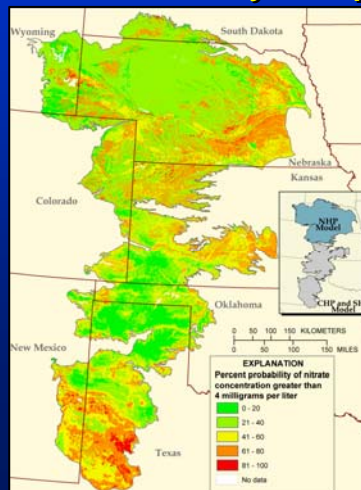 Wyoming
South Dakota
Nebraska
Kansas
Colorado
NHP
Model
CHP and SH
Model
Oklahoma
0 50 100 150 KILOMETERS
0 50 100 150 MILES
New Mexico
Texas
EXPLANATION
Percent probability of nitrate
concentration greater than
4 milligrams per liter
0 - 20
21 - 40
41 - 60
61 - 80
81 - 100
No data